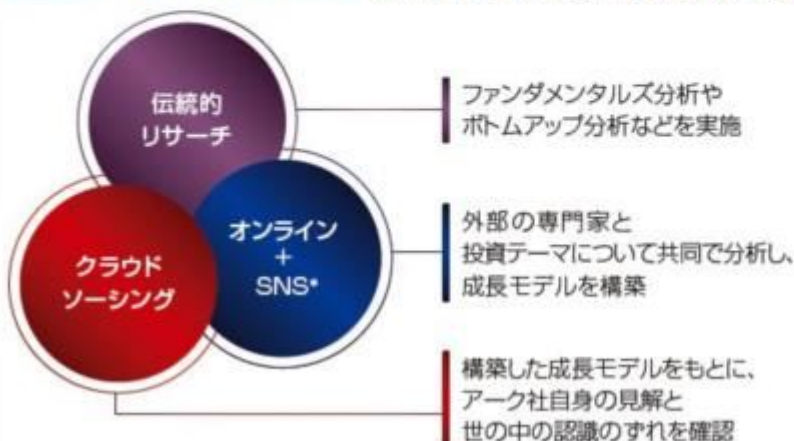 伝統的
リサーチ
ファンダメンタルズ分析や
ボトムアップ分析などを実施
オンライン
+
SNS*
外部の専門家と
投資テーマについて共同で分析し、
成長モデルを構築
クラウド
ソーシング
構築した成長モデルをもとに、
アーク社自身の見解と
世の中の認識のずれを確認